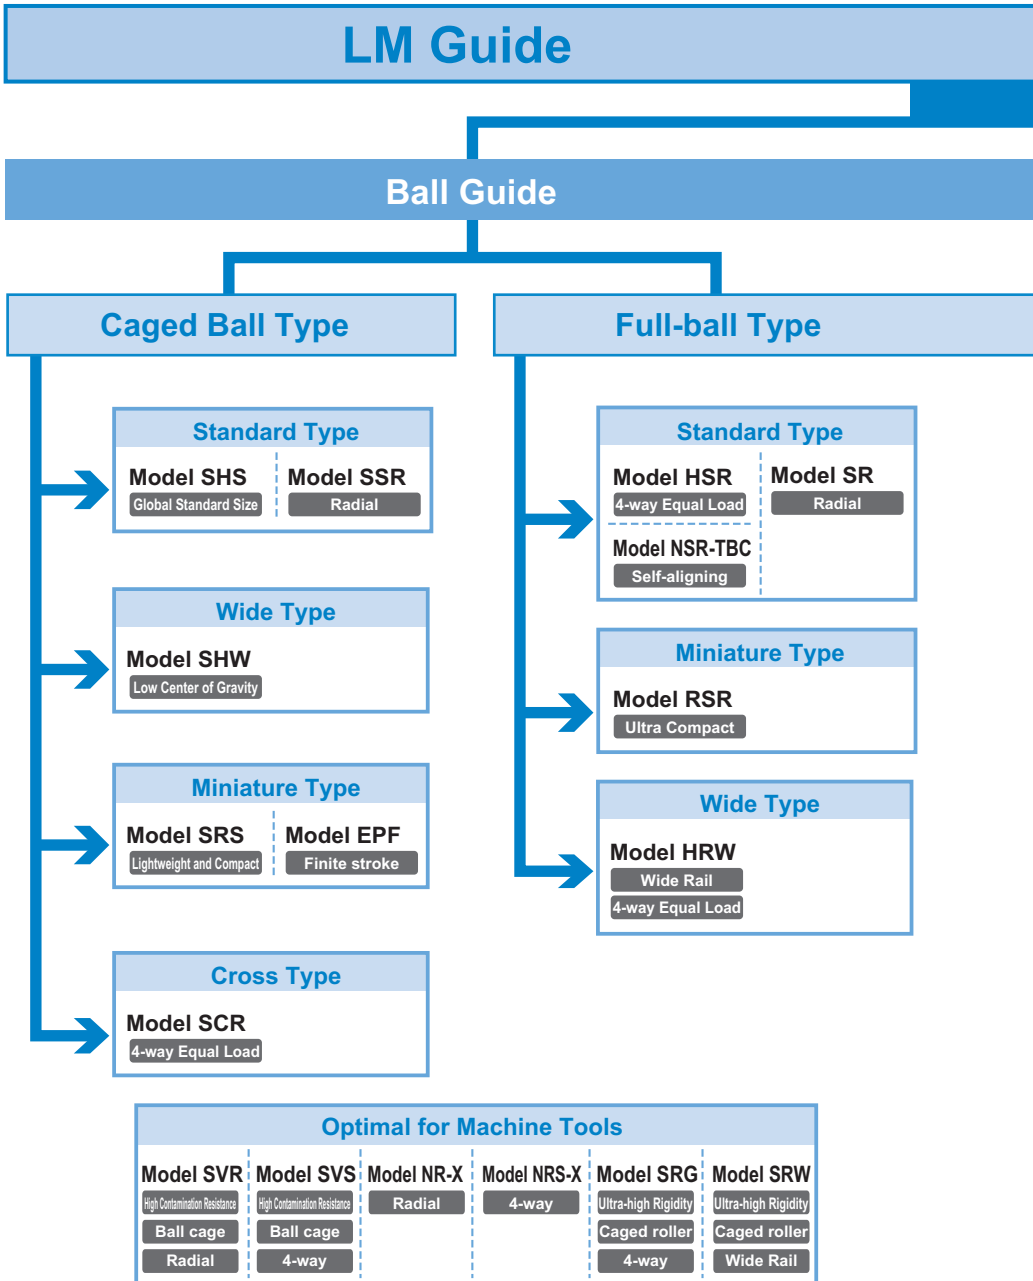 LM Guide
Ball Guide
Caged Ball Type
Standard Type
Model SHS
Global Standard Size
Model SSR
Radial
Wide Type
Model SHW
Low Center of Gravity
Miniature Type
Model SRS
Lightweight and Compact
Model EPF
Finite stroke
Cross Type
Model SCR
4-way Equal Load
Full-ball Type
Standard Type
Model HSR
4-way Equal Load
Model NSR-TBC
Self-aligning
Model SR
Radial
Miniature Type
Model RSR
Ultra Compact
Wide Type
Model HRW
Wide Rail
4-way Equal Load
Optimal for Machine Tools
Model SVR
High Contamination Resistance
Ball cage
Radial
Model SVS
High Contamination Resistance
Ball cage
4-way
Model NR-X
Radial
Model NRS-X
4-way
Model SRG
Ultra-high Rigidity
Caged roller
4-way
Model SRW
Ultra-high Rigidity
Caged roller
Wide Rail